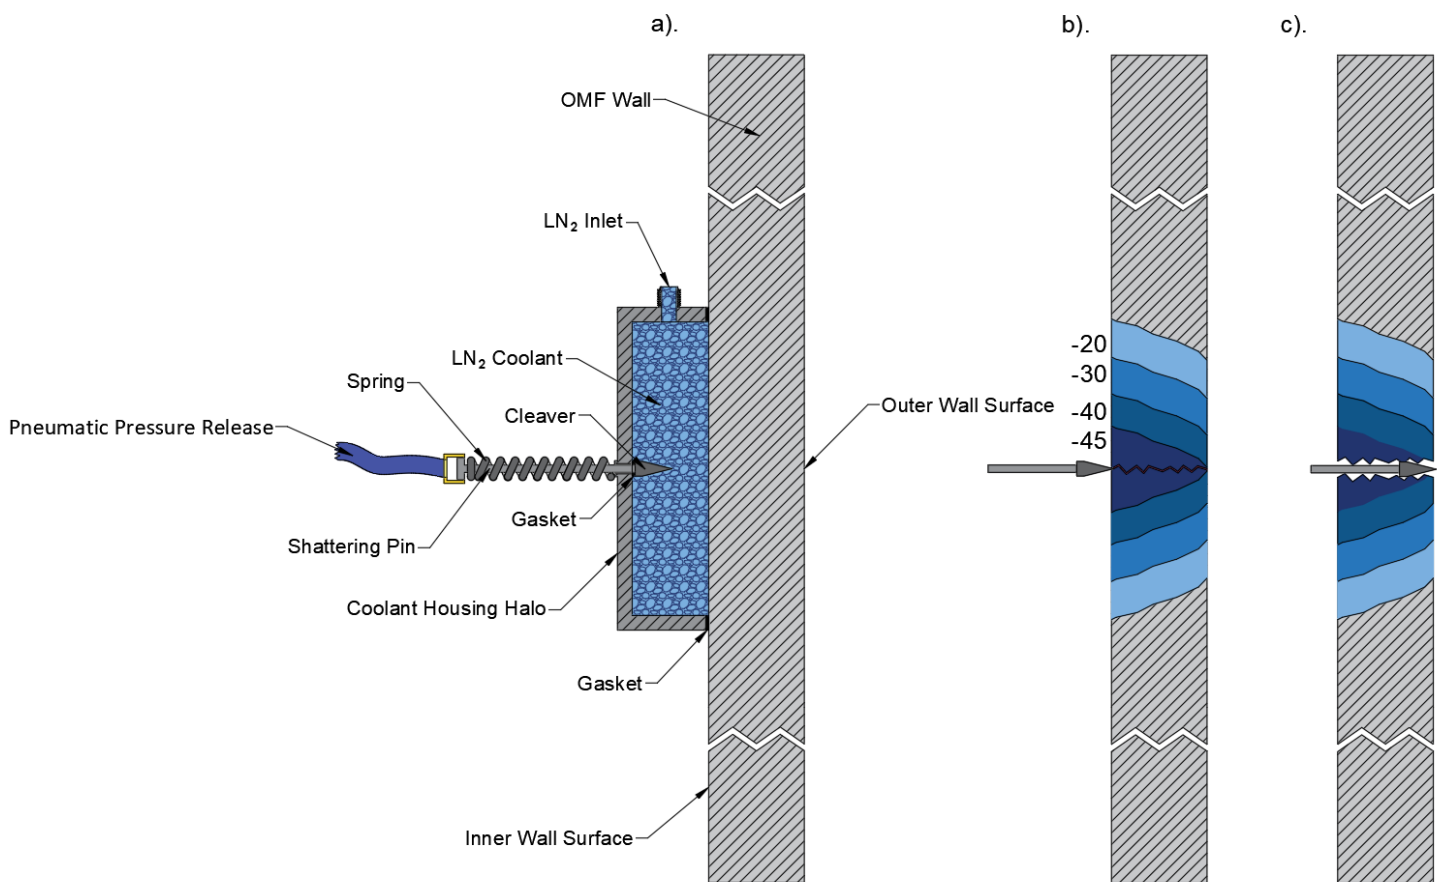 a).
b).
c).
OMF Wall
LN₂ Inlet
LN₂ Coolant
Spring
Cleaver
Pneumatic Pressure Release
Gasket
Shattering Pin
Coolant Housing Halo
Gasket
Inner Wall Surface
Outer Wall Surface
-20
-30
-40
-45